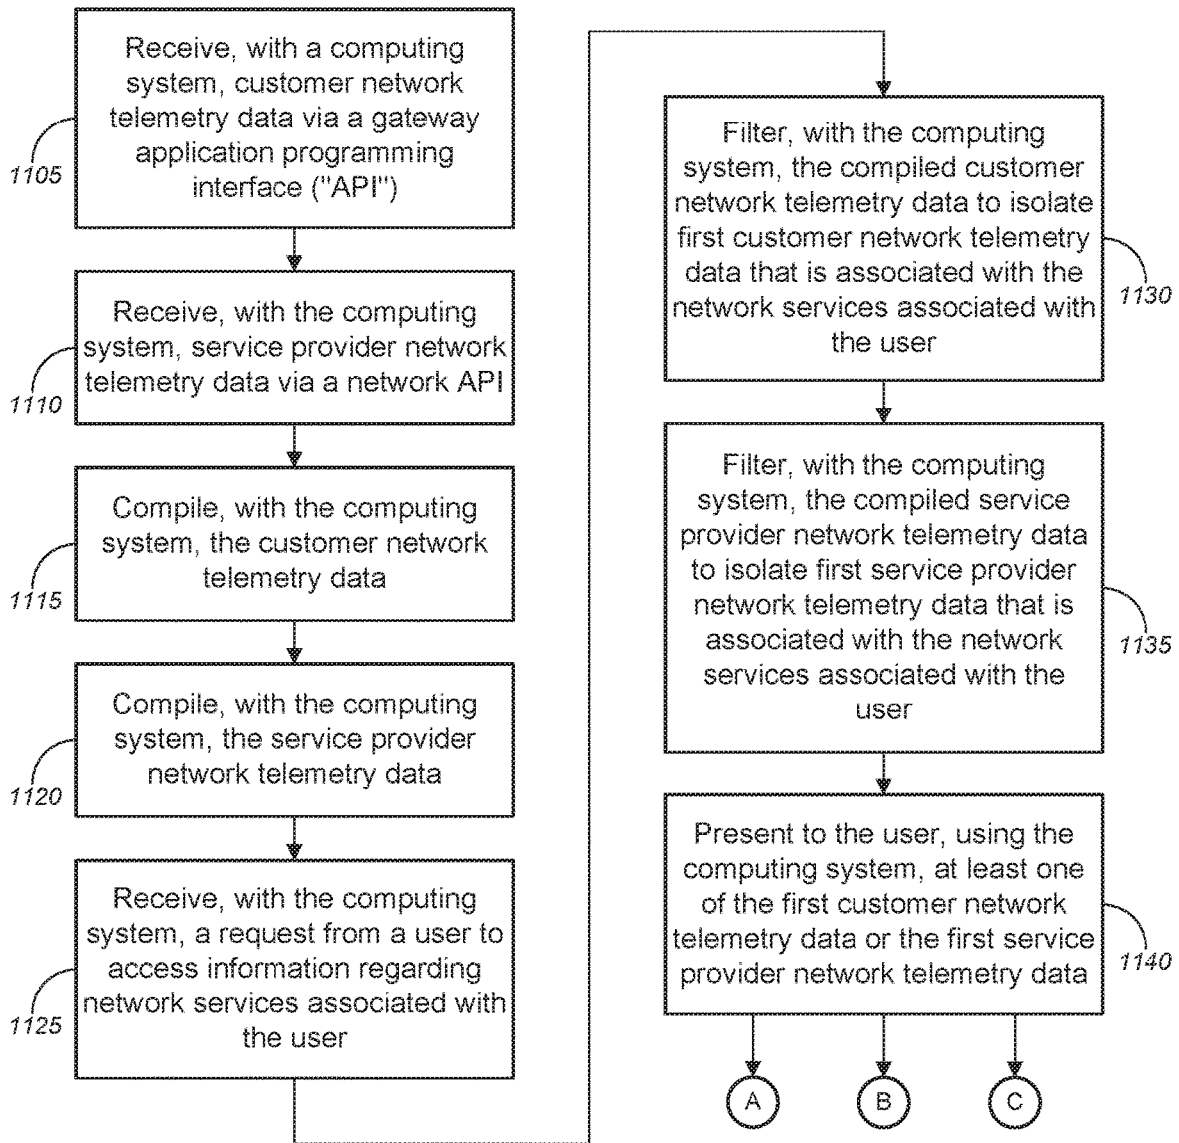 Receive, with a computing
system, customer network
telemetry data via a gateway
application programming
interface ("API")
1105
Receive, with the computing
system, service provider network
telemetry data via a network API
1110
Compile, with the computing
system, the customer network
telemetry data
1115
Compile, with the computing
system, the service provider
network telemetry data
1120
Receive, with the computing
system, a request from a user to
access information regarding
network services associated with
the user
1125
Filter, with the computing
system, the compiled customer
network telemetry data to isolate
first customer network telemetry
data that is associated with the
network services associated with
the user
1130
Filter, with the computing
system, the compiled service
provider network telemetry data
to isolate first service provider
network telemetry data that is
associated with the network
services associated with the
user
1135
Present to the user, using the
computing system, at least one
of the first customer network
telemetry data or the first service
provider network telemetry data
1140
A
B
C